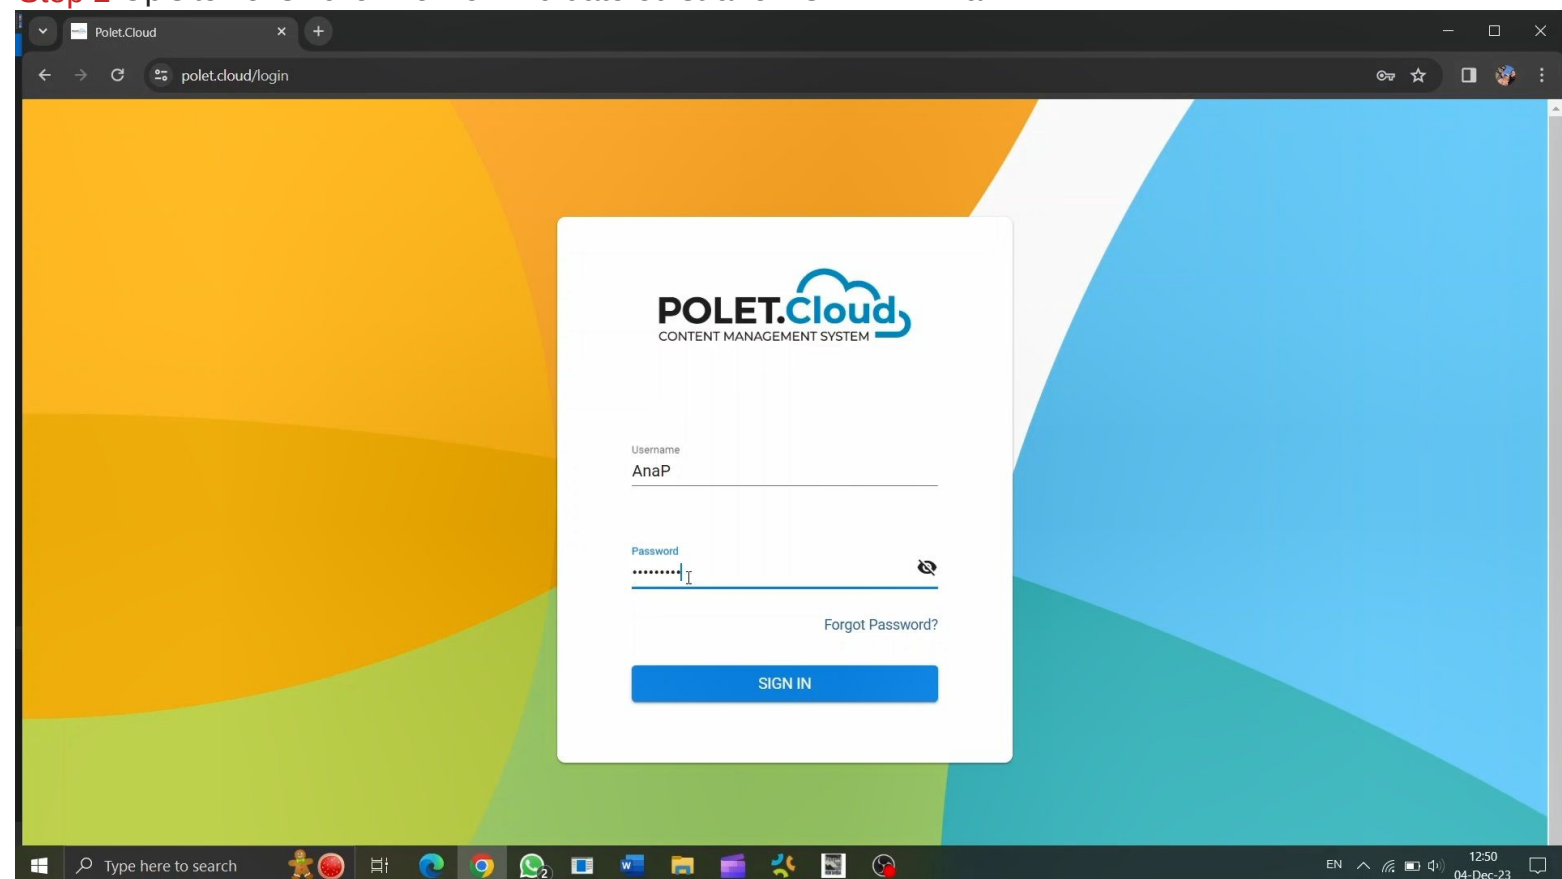 Polet.Cloud
polet.cloud/login
POLET.Cloud
CONTENT MANAGEMENT SYSTEM
Username
AnaP
Password
•••••••••
Forgot Password?
SIGN IN
Type here to search
2
EN
12:50
04-Dec-23